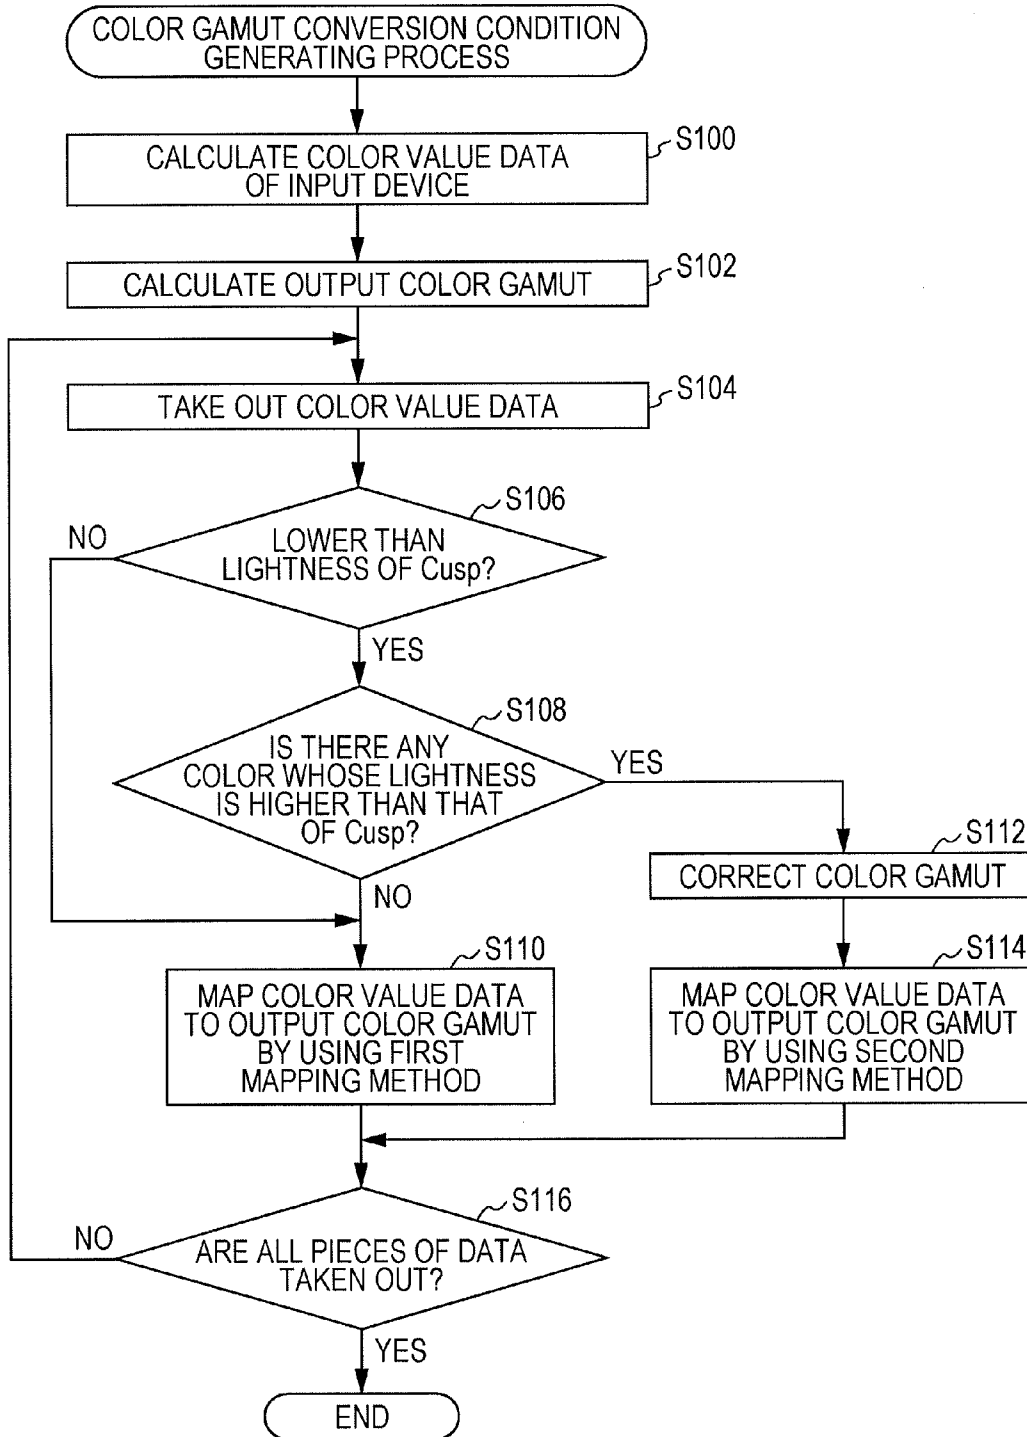 COLOR GAMUT CONVERSION CONDITION
GENERATING PROCESS
S100
CALCULATE COLOR VALUE DATA
OF INPUT DEVICE
S102
CALCULATE OUTPUT COLOR GAMUT
S104
TAKE OUT COLOR VALUE DATA
S106
NO
LOWER THAN
LIGHTNESS OF Cusp?
YES
S108
IS THERE ANY
COLOR WHOSE LIGHTNESS
IS HIGHER THAN THAT
OF Cusp?
YES
NO
S112
CORRECT COLOR GAMUT
S110
MAP COLOR VALUE DATA
TO OUTPUT COLOR GAMUT
BY USING FIRST
MAPPING METHOD
S114
MAP COLOR VALUE DATA
TO OUTPUT COLOR GAMUT
BY USING SECOND
MAPPING METHOD
S116
NO
ARE ALL PIECES OF DATA
TAKEN OUT?
YES
END